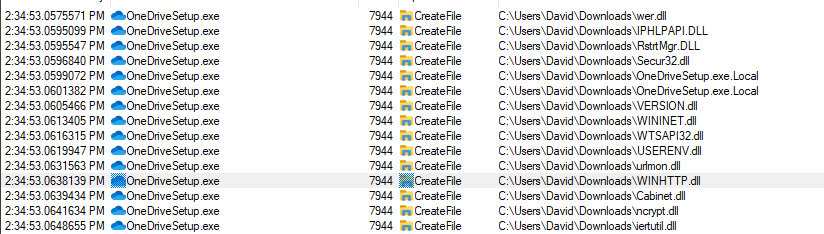 2:34:53.0575571 PM OneDriveSetup.exe 7944 CreateFile C:\Users\David\Downloads\wer.dll
2:34:53.0595099 PM OneDriveSetup.exe 7944 CreateFile C:\Users\David\Downloads\IPHLPAPI.DLL
2:34:53.0595547 PM OneDriveSetup.exe 7944 CreateFile C:\Users\David\Downloads\RstrtMgr.DLL
2:34:53.0596840 PM OneDriveSetup.exe 7944 CreateFile C:\Users\David\Downloads\Secur32.dll
2:34:53.0599072 PM OneDriveSetup.exe 7944 CreateFile C:\Users\David\Downloads\OneDriveSetup.exe.Local
2:34:53.0601382 PM OneDriveSetup.exe 7944 CreateFile C:\Users\David\Downloads\OneDriveSetup.exe.Local
2:34:53.0605466 PM OneDriveSetup.exe 7944 CreateFile C:\Users\David\Downloads\VERSION.dll
2:34:53.0613405 PM OneDriveSetup.exe 7944 CreateFile C:\Users\David\Downloads\WININET.dll
2:34:53.0616315 PM OneDriveSetup.exe 7944 CreateFile C:\Users\David\Downloads\WTSAPI32.dll
2:34:53.0619947 PM OneDriveSetup.exe 7944 CreateFile C:\Users\David\Downloads\USERENV.dll
2:34:53.0631563 PM OneDriveSetup.exe 7944 CreateFile C:\Users\David\Downloads\urlmon.dll
2:34:53.0638139 PM OneDriveSetup.exe 7944 CreateFile C:\Users\David\Downloads\WINHTTP.dll
2:34:53.0639434 PM OneDriveSetup.exe 7944 CreateFile C:\Users\David\Downloads\Cabinet.dll
2:34:53.0641634 PM OneDriveSetup.exe 7944 CreateFile C:\Users\David\Downloads\ncrypt.dll
2:34:53.0648655 PM OneDriveSetup.exe 7944 CreateFile C:\Users\David\Downloads\iertutil.dll